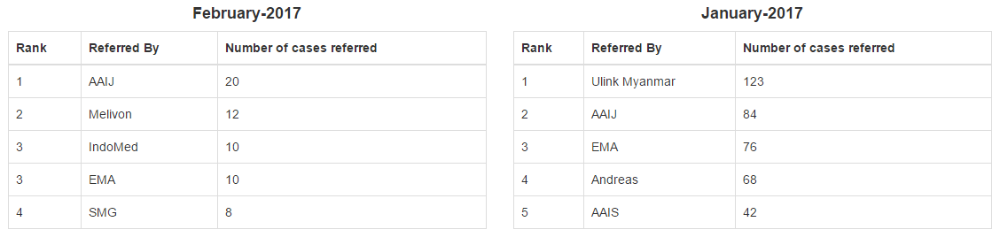 February-2017
Rank Referred By Number of cases referred
1 AAIJ 20
2 Melivon 12
3 IndoMed 10
3 EMA 10
4 SMG 8
January-2017
Rank Referred By Number of cases referred
1 Ulink Myanmar 123
2 AAIJ 84
3 EMA 76
4 Andreas 68
5 AAIS 42